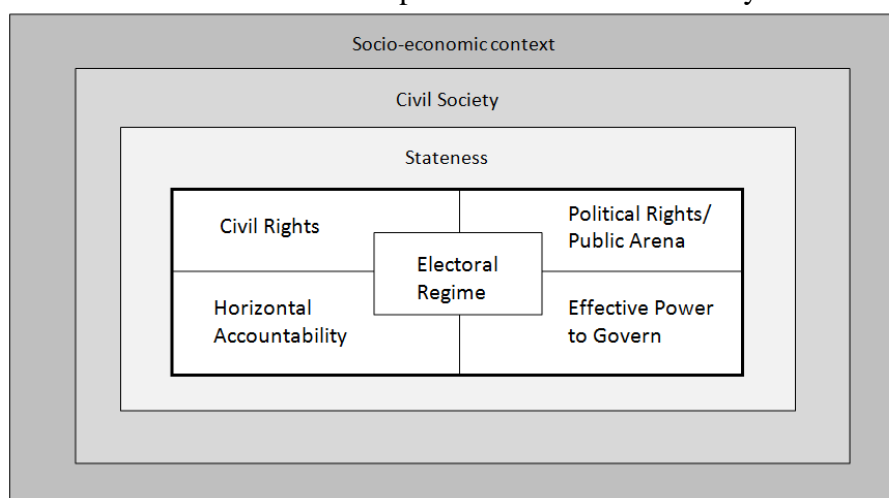 Socio-economic context
Civil Society
Stateness
Civil Rights
Political Rights/
Public Arena
Electoral
Regime
Horizontal
Accountability
Effective Power
to Govern